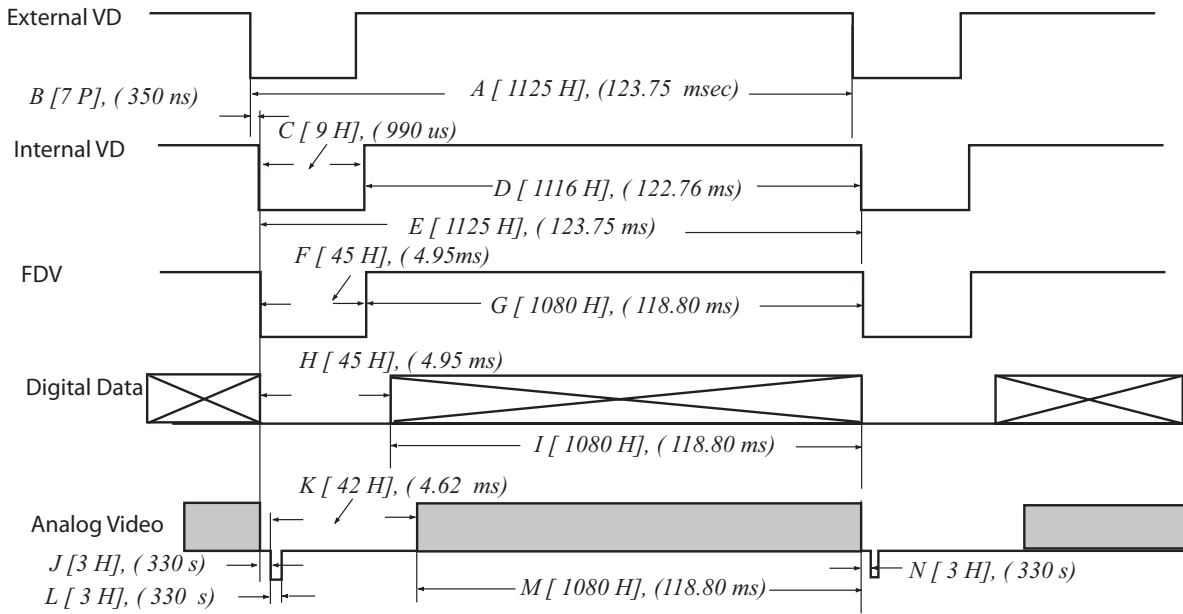 External VD
B [7 P], ( 350 ns)
A [ 1125 H], (123.75 msec)
C [ 9 H], ( 990 us)
Internal VD
D [ 1116 H], ( 122.76 ms)
E [ 1125 H], ( 123.75 ms)
F [ 45 H], ( 4.95ms)
FDV
G [ 1080 H], ( 118.80 ms)
H [ 45 H], ( 4.95 ms)
Digital Data
I [ 1080 H], ( 118.80 ms)
K [ 42 H], ( 4.62 ms)
Analog Video
J [3 H], ( 330 s)
N [ 3 H], ( 330 s)
L [ 3 H], ( 330 s)
M [ 1080 H], (118.80 ms)